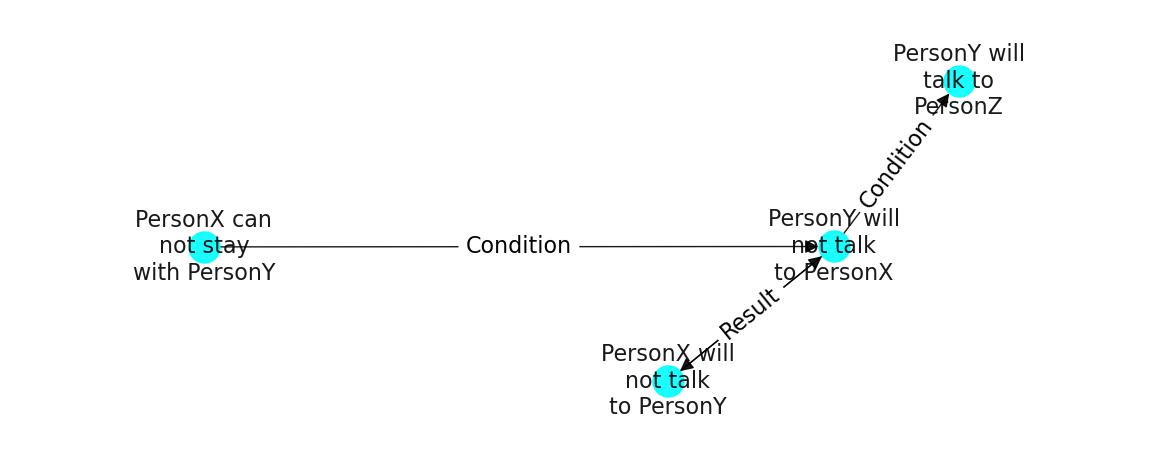 PersonY will
talk to
PersonZ
Condition
PersonX can
not stay
with PersonY
Condition
PersonY will
not talk
to PersonX
Result
PersonX will
not talk
to PersonY